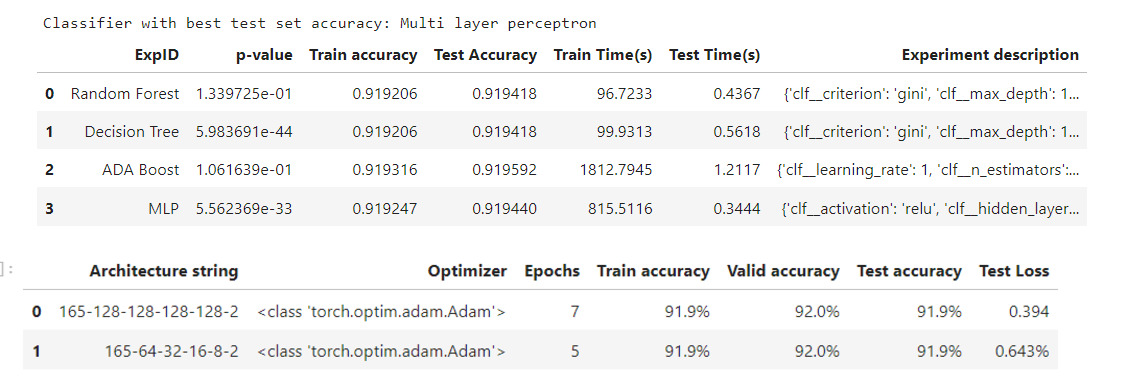 Classifier with best test set accuracy: Multi layer perceptron
ExpID p-value Train accuracy Test Accuracy Train Time(s) Test Time(s) Experiment description
0 Random Forest 1.339725e-01 0.919206 0.919418 96.7233 0.4367 {'clf__criterion': 'gini', 'clf__max_depth': 1...
1 Decision Tree 5.983691e-44 0.919206 0.919418 99.9313 0.5618 {'clf__criterion': 'gini', 'clf__max_depth': 1...
2 ADA Boost 1.061639e-01 0.919316 0.919592 1812.7945 1.2117 {'clf__learning_rate': 1, 'clf__n_estimators':...
3 MLP 5.562369e-33 0.919247 0.919440 815.5116 0.3444 {'clf__activation': 'relu', 'clf__hidden_layer...
]: Architecture string Optimizer Epochs Train accuracy Valid accuracy Test accuracy Test Loss
0 165-128-128-128-128-2 <class 'torch.optim.adam.Adam'> 7 91.9% 92.0% 91.9% 0.394
1 165-64-32-16-8-2 <class 'torch.optim.adam.Adam'> 5 91.9% 92.0% 91.9% 0.643%